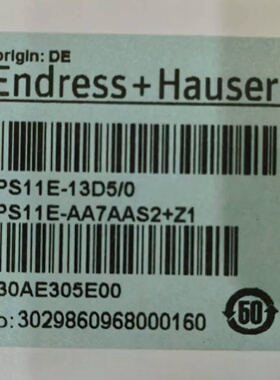 origin: DE
Endress+Hauser
PS11E-13D5/0
PS11E-AA7AAS2+Z1
30AE305E00
o: 3029860968000160
50